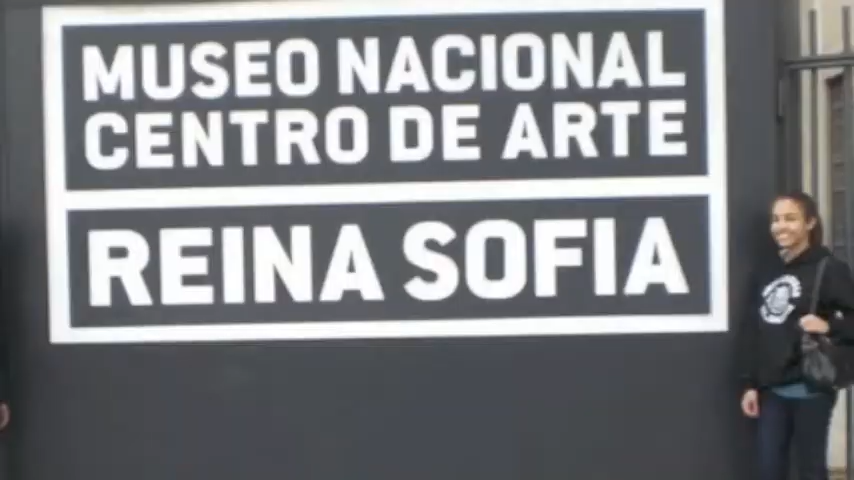 MUSEO NACIONAL
CENTRO DE ARTE
REINA SOFIA